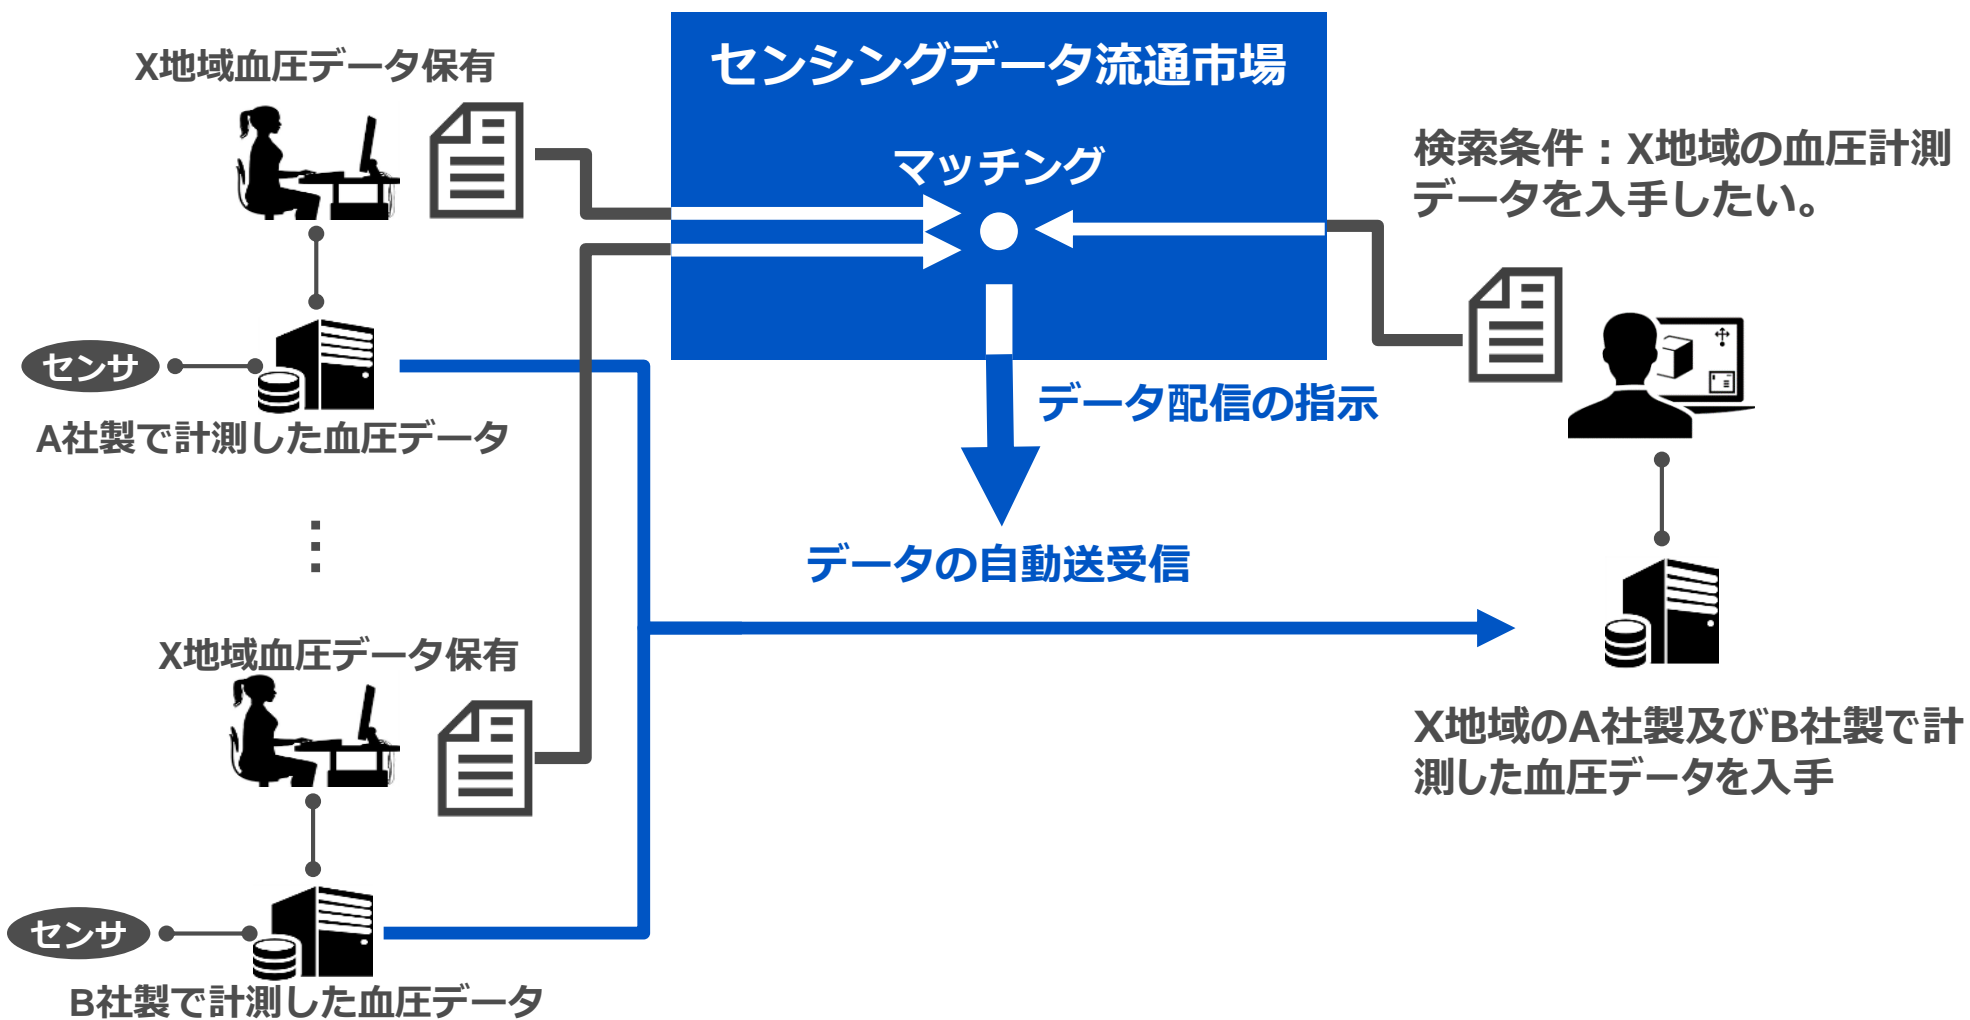 センシングデータ流通市場
マッチング
X地域血圧データ保有
センサ
A社製で計測した血圧データ
X地域血圧データ保有
センサ
B社製で計測した血圧データ
データ配信の指示
データの自動送受信
検索条件：X地域の血圧計測
データを入手したい。
X地域のA社製及びB社製で計
測した血圧データを入手